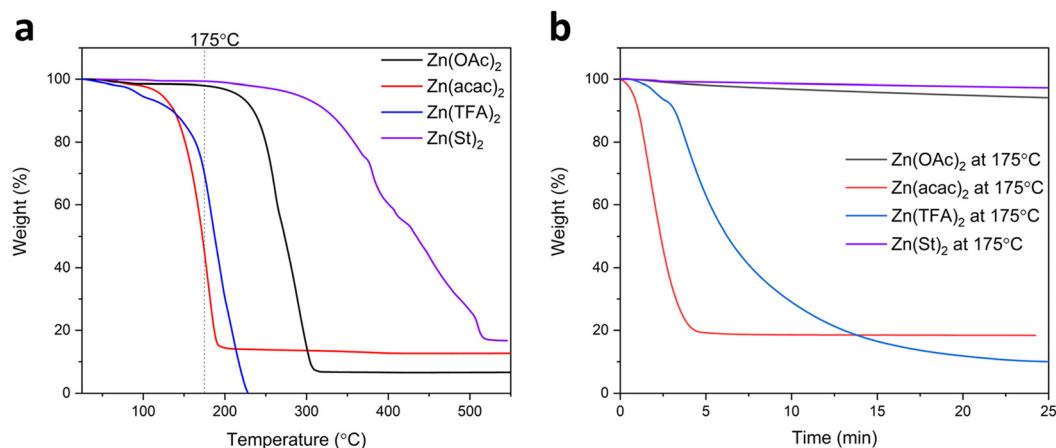 a
175°C
Zn(OAc)₂
Zn(acac)₂
Zn(TFA)₂
Zn(St)₂
Weight (%)
100
80
60
40
20
0
100
200
300
400
500
Temperature (°C)
b
Zn(OAc)₂ at 175°C
Zn(acac)₂ at 175°C
Zn(TFA)₂ at 175°C
Zn(St)₂ at 175°C
Weight (%)
100
80
60
40
20
0
0
5
10
15
20
25
Time (min)